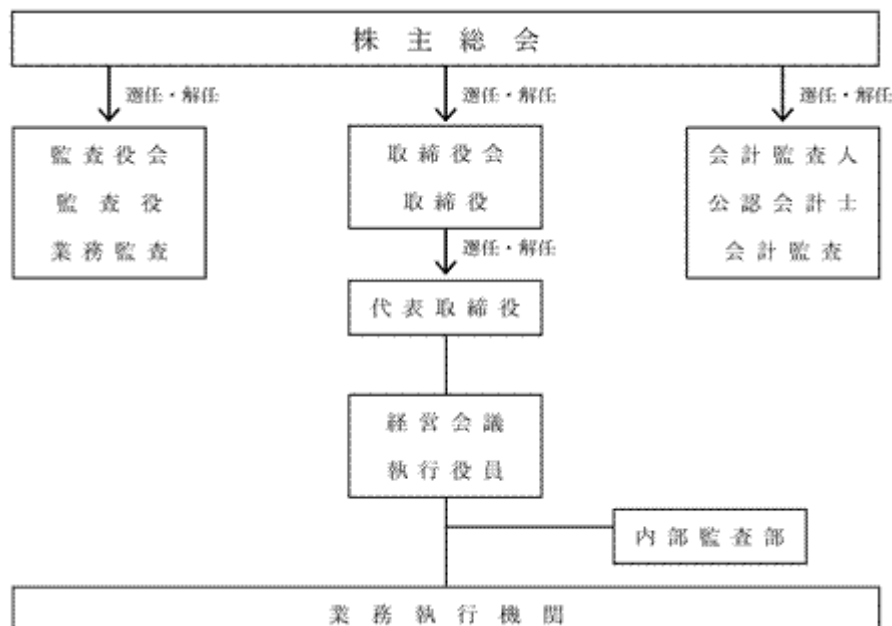 株主総会
選任・解任
選任・解任
選任・解任
監査役会
監査役
業務監査
取締役会
取締役
会計監査人
公認会計士
会計監査
選任・解任
代表取締役
経営会議
執行役員
内部監査部
業務執行機関